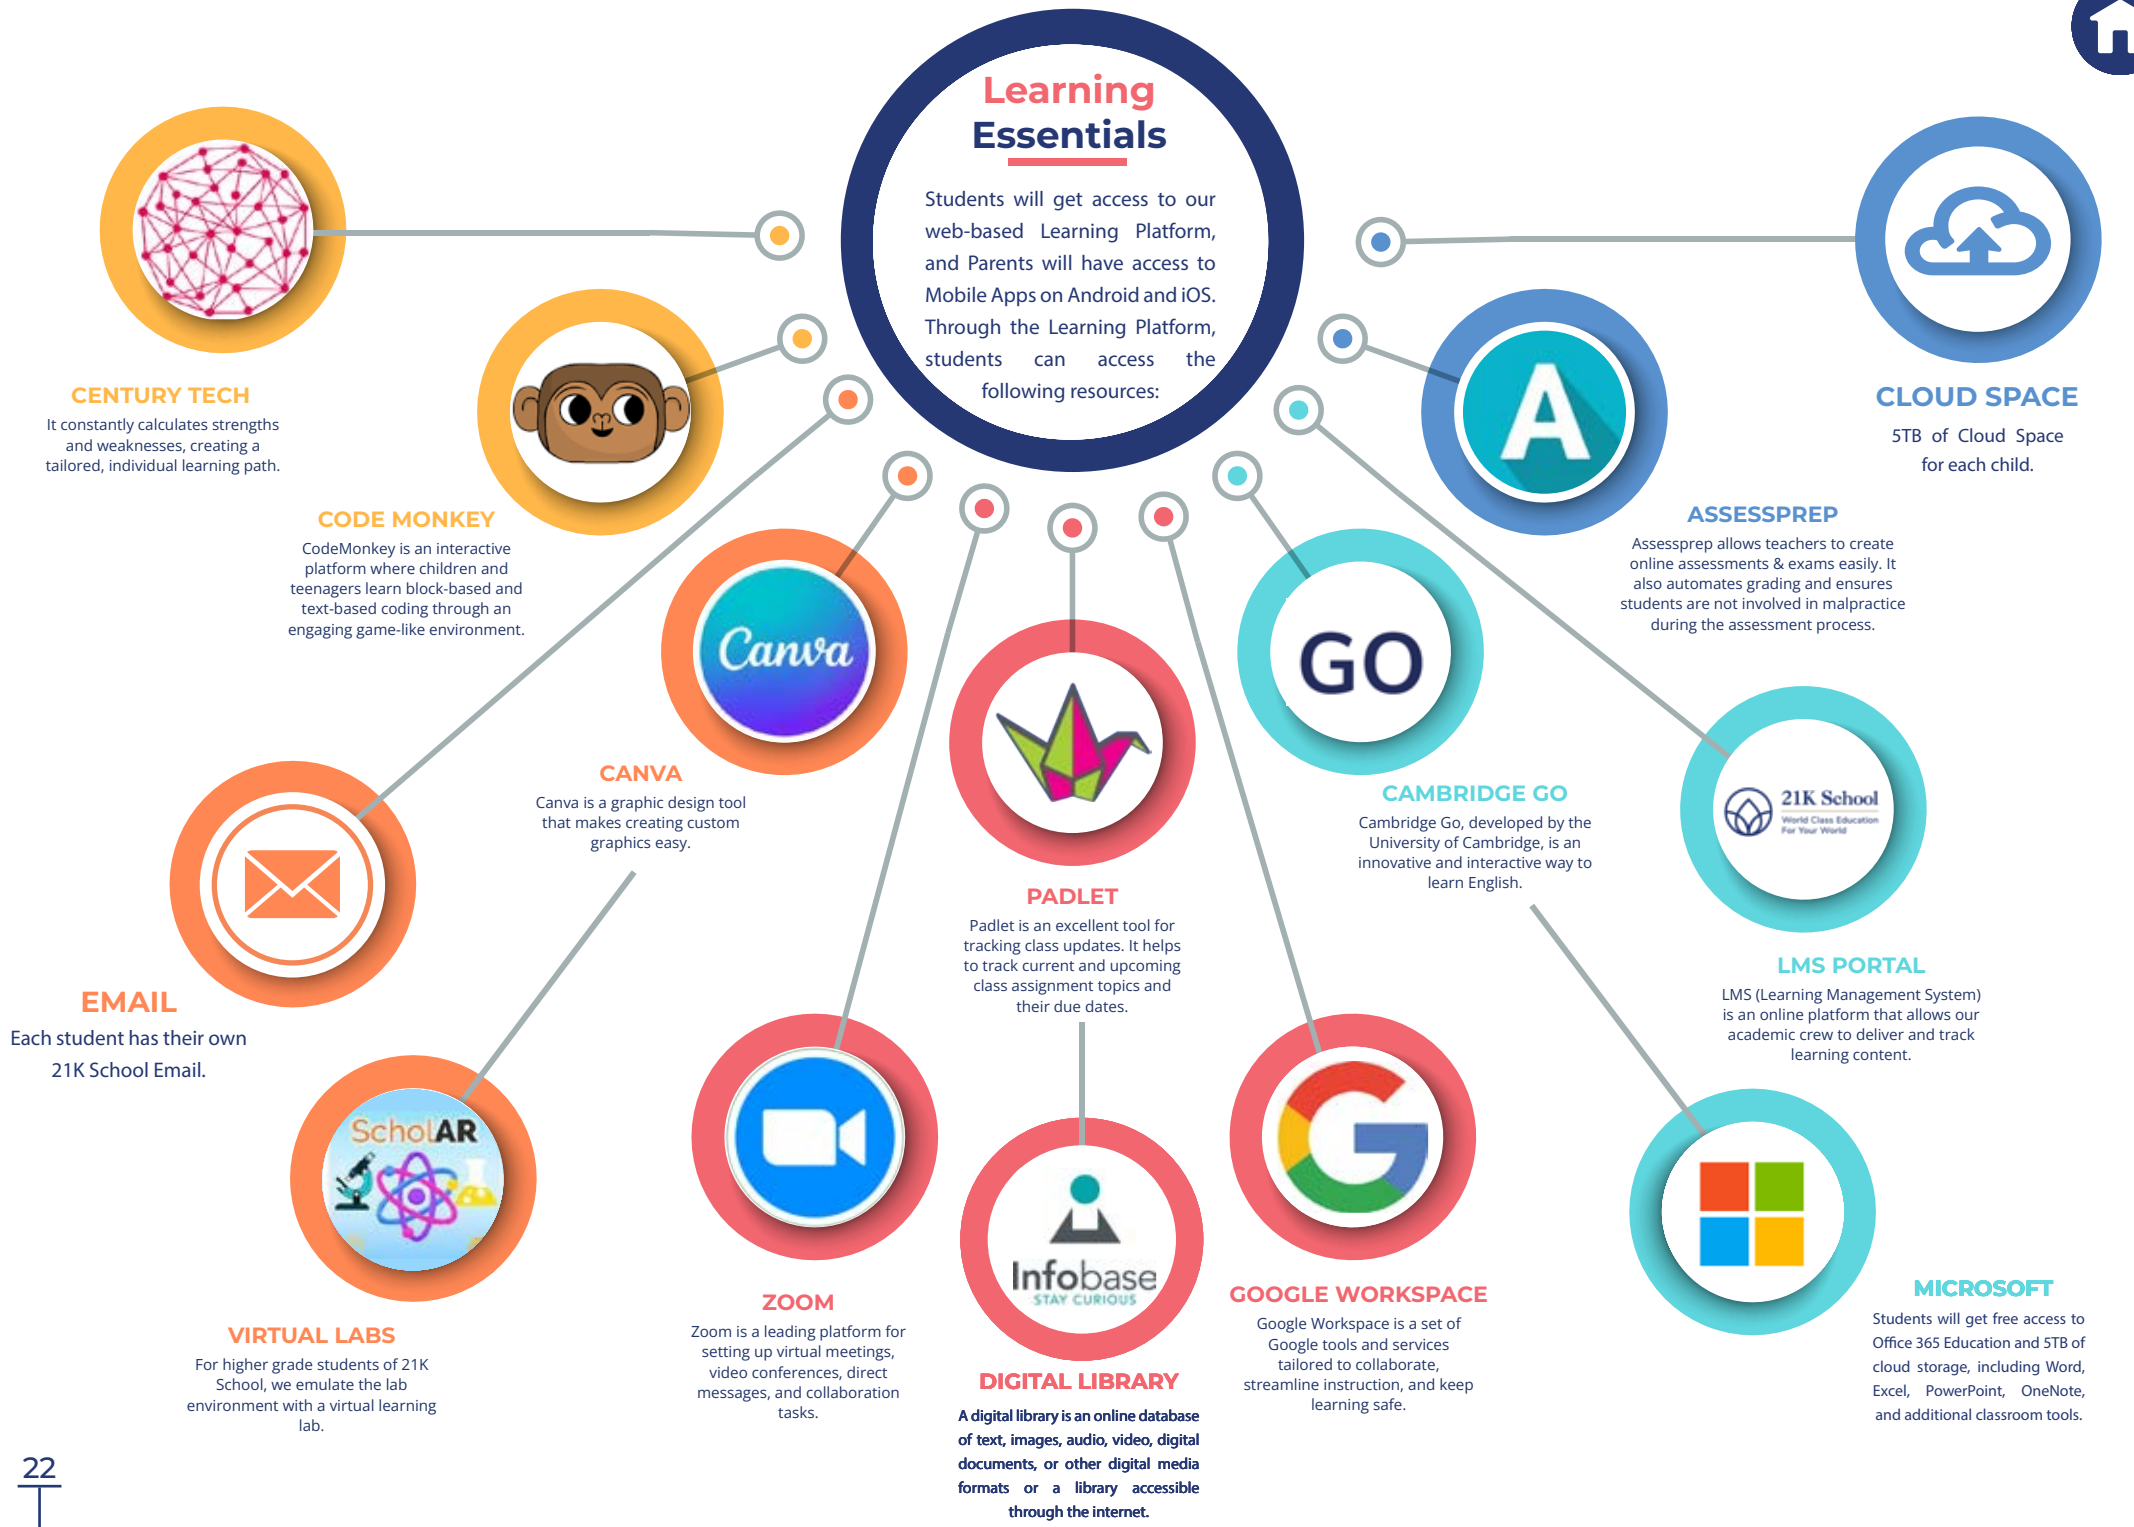 Learning
Essentials
Students will get access to our
web-based Learning Platform,
and Parents will have access to
Mobile Apps on Android and iOS.
Through the Learning Platform,
students can access the
following resources:
CENTURY TECH
It constantly calculates strengths
and weaknesses, creating a
tailored, individual learning path.
CODE MONKEY
CodeMonkey is an interactive
platform where children and
teenagers learn block-based and
text-based coding through an
engaging game-like environment.
Canva
CANVA
Canva is a graphic design tool
that makes creating custom
graphics easy.
EMAIL
Each student has their own
21K School Email.
ScholAR
VIRTUAL LABS
For higher grade students of 21K
School, we emulate the lab
environment with a virtual learning
lab.
ZOOM
Zoom is a leading platform for
setting up virtual meetings,
video conferences, direct
messages, and collaboration
tasks.
PADLET
Padlet is an excellent tool for
tracking class updates. It helps
to track current and upcoming
class assignment topics and
their due dates.
Infobase
STAY CURIOUS
DIGITAL LIBRARY
A digital library is an online database
of text, images, audio, video, digital
documents, or other digital media
formats or a library accessible
through the internet.
G
GOOGLE WORKSPACE
Google Workspace is a set of
Google tools and services
tailored to collaborate,
streamline instruction, and keep
learning safe.
GO
CAMBRIDGE GO
Cambridge Go, developed by the
University of Cambridge, is an
innovative and interactive way to
learn English.
MICROSOFT
Students will get free access to
Office 365 Education and 5TB of
cloud storage, including Word,
Excel, PowerPoint, OneNote,
and additional classroom tools.
21K School
World Class Education
For Your World
LMS PORTAL
LMS (Learning Management System)
is an online platform that allows our
academic crew to deliver and track
learning content.
A
ASSESSPREP
Assessprep allows teachers to create
online assessments & exams easily. It
also automates grading and ensures
students are not involved in malpractice
during the assessment process.
CLOUD SPACE
5TB of Cloud Space
for each child.
22